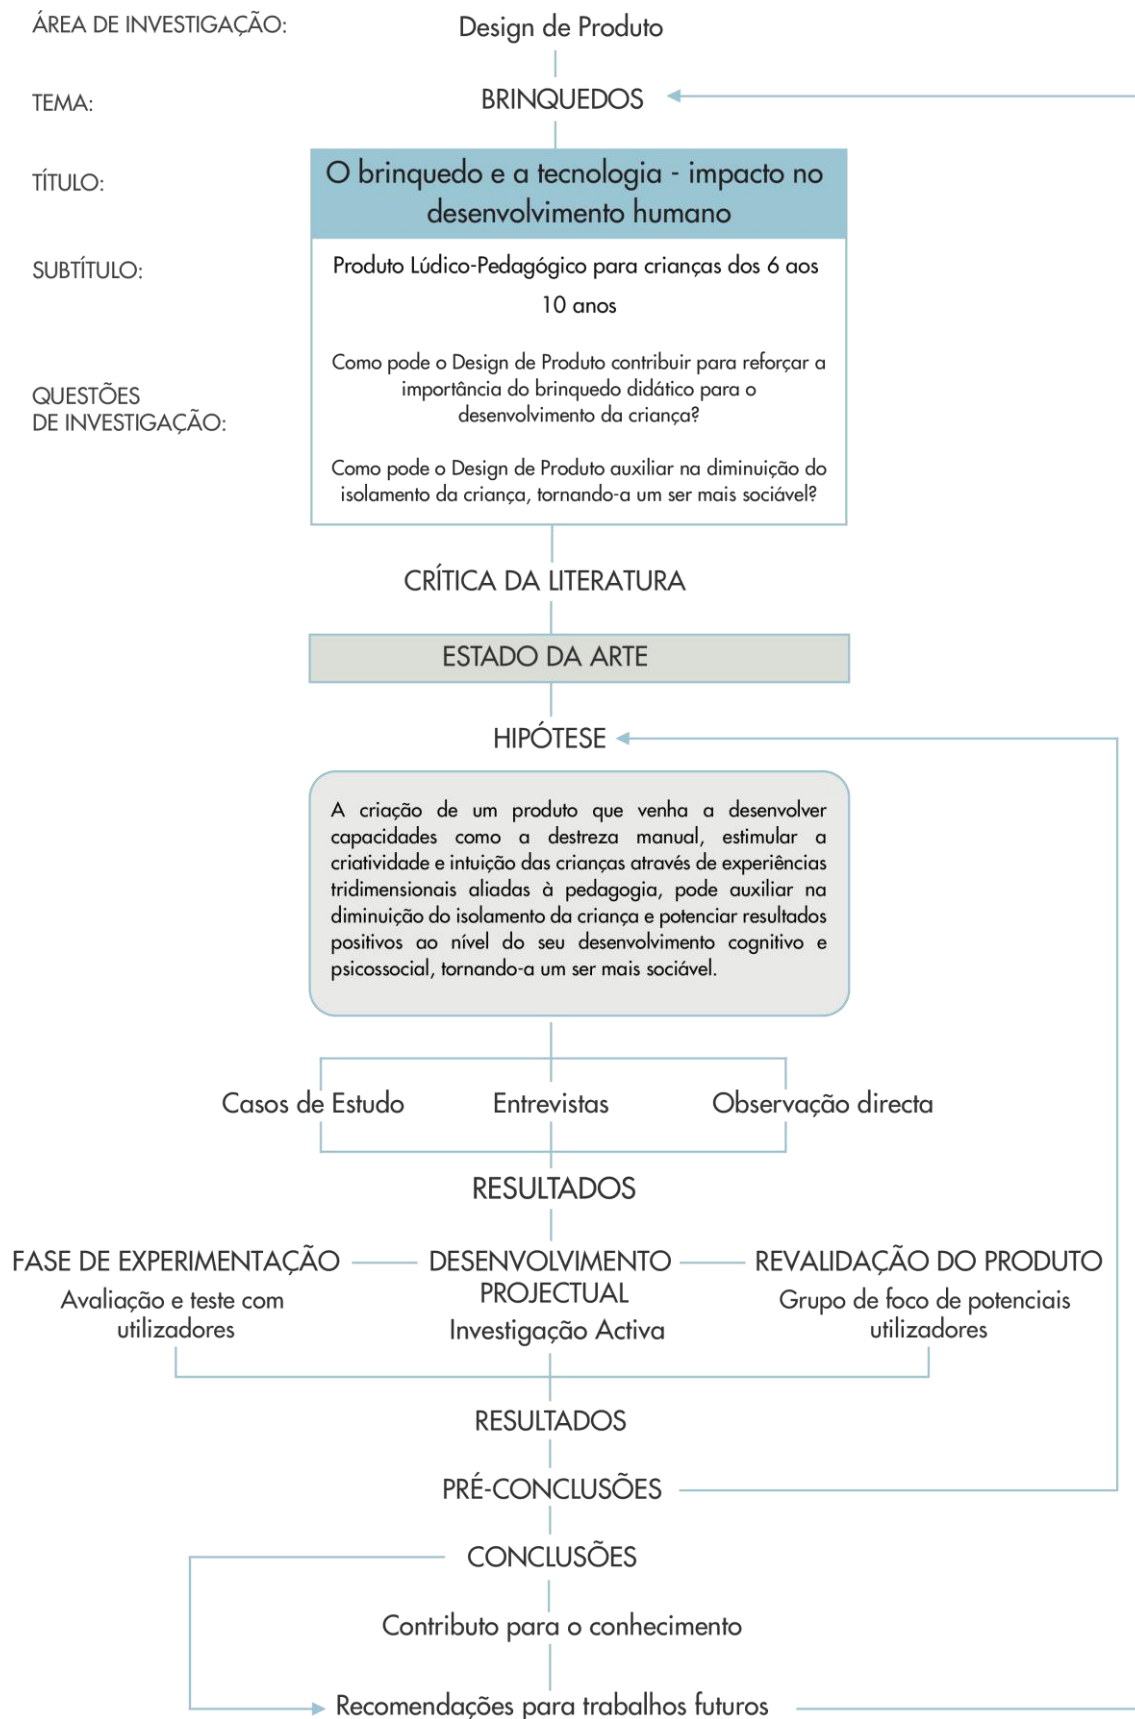 ÁREA DE INVESTIGAÇÃO:
Design de Produto
TEMA:
BRINQUEDOS
TÍTULO:
O brinquedo e a tecnologia - impacto no
desenvolvimento humano
SUBTÍTULO:
Produto Lúdico-Pedagógico para crianças dos 6 aos
10 anos
QUESTÕES
DE INVESTIGAÇÃO:
Como pode o Design de Produto contribuir para reforçar a
importância do brinquedo didático para o
desenvolvimento da criança?
Como pode o Design de Produto auxiliar na diminuição do
isolamento da criança, tornando-a um ser mais sociável?
CRÍTICA DA LITERATURA
ESTADO DA ARTE
HIPÓTESE
A criação de um produto que venha a desenvolver
capacidades como a destreza manual, estimular a
criatividade e intuição das crianças através de experiências
tridimensionais aliadas à pedagogia, pode auxiliar na
diminuição do isolamento da criança e potenciar resultados
positivos ao nível do seu desenvolvimento cognitivo e
psicossocial, tornando-a um ser mais sociável.
Casos de Estudo
Entrevistas
Observação directa
RESULTADOS
FASE DE EXPERIMENTAÇÃO
Avaliação e teste com
utilizadores
DESENVOLVIMENTO
PROJECTUAL
Investigação Activa
REVALIDAÇÃO DO PRODUTO
Grupo de foco de potenciais
utilizadores
RESULTADOS
PRÉ-CONCLUSÕES
CONCLUSÕES
Contributo para o conhecimento
Recomendações para trabalhos futuros